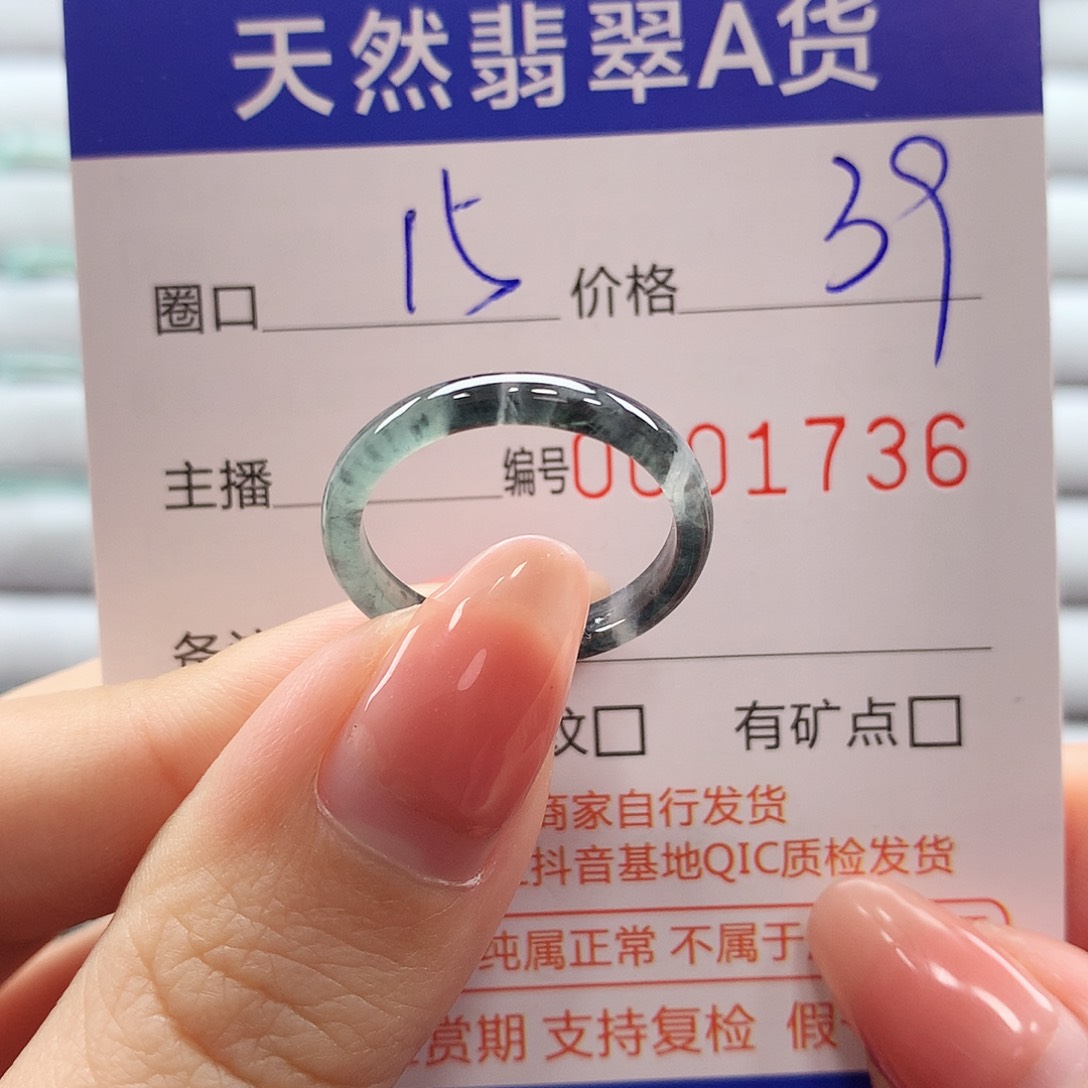 天然翡翠A货
圈口 15 价格 39
主播 编号 0001736
备注
纹□ 有矿点□
商家自行发货
抖音基地QIC质检发货
纯属正常 不属于
赏期 支持复检 假